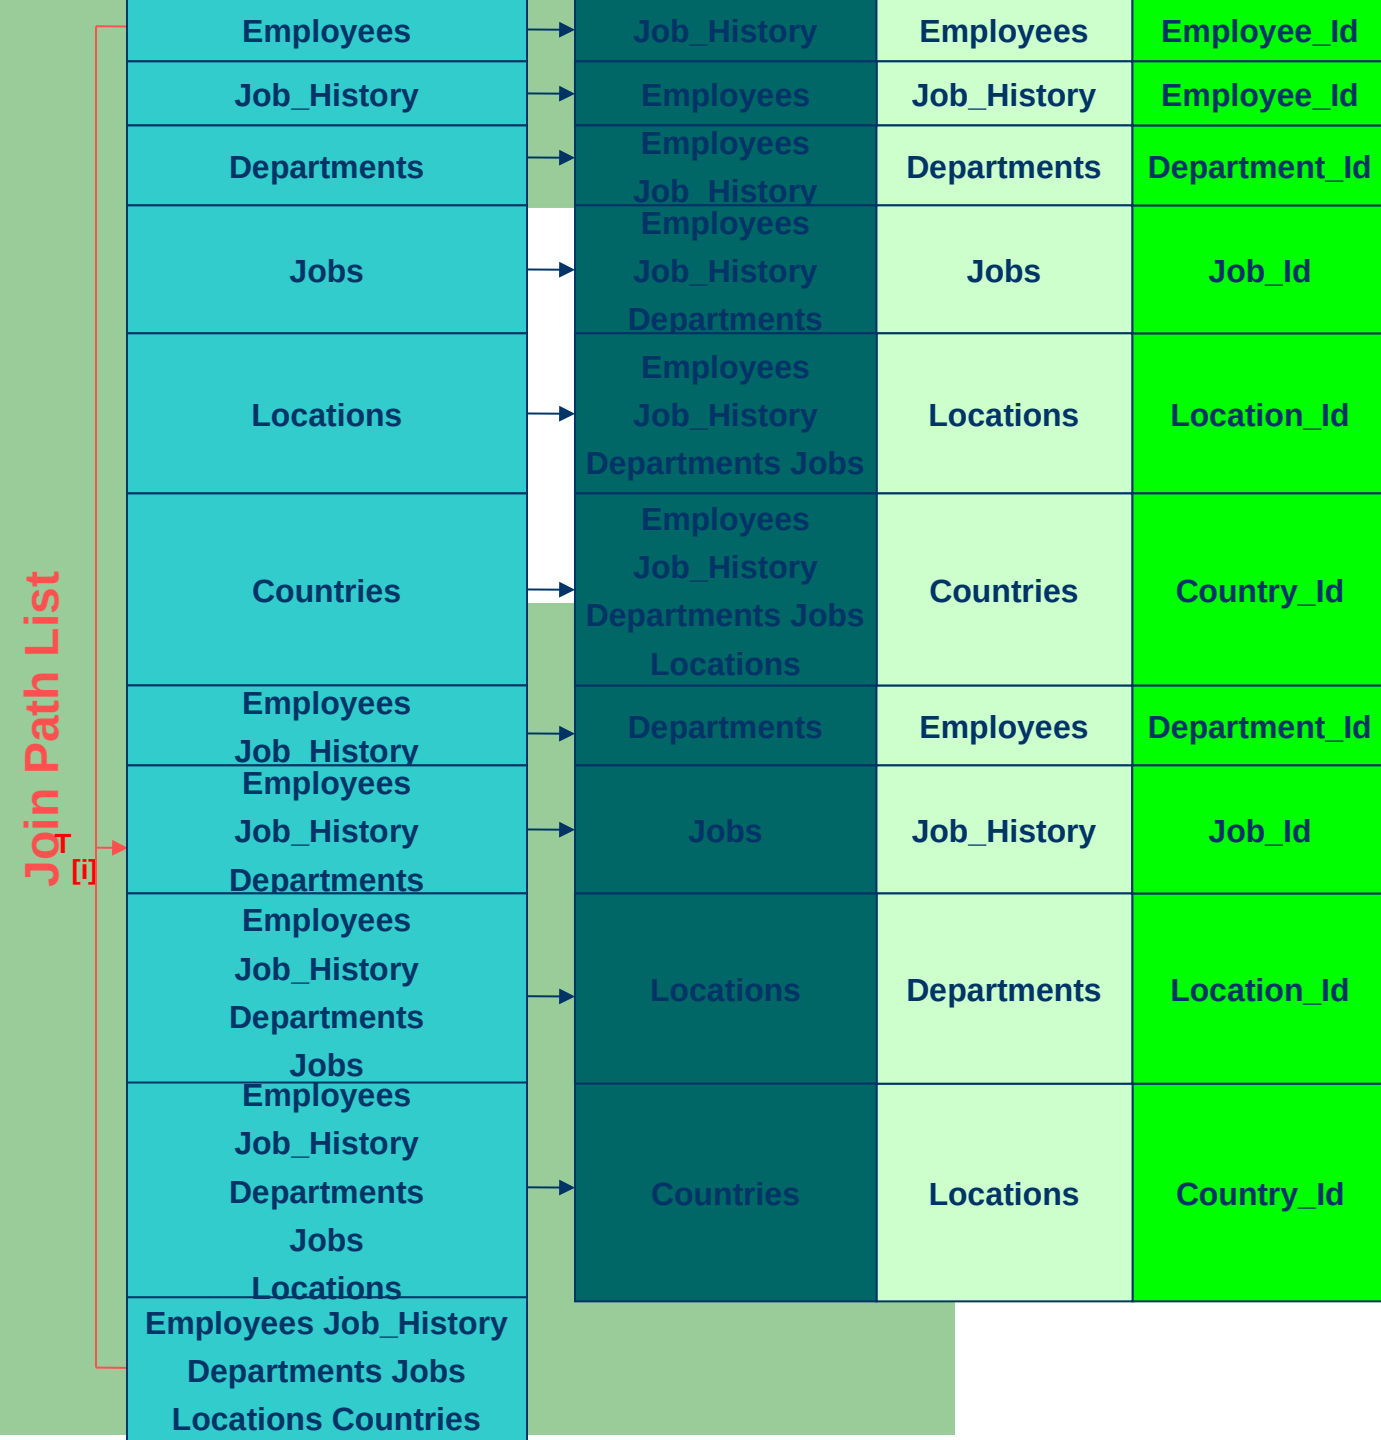 Join Path List
T
[i]
Employees
Job_History
Employees
Employee_Id
Job_History
Employees
Job_History
Employee_Id
Departments
Employees
Job_History
Departments
Department_Id
Jobs
Employees
Job_History
Departments
Jobs
Job_Id
Locations
Employees
Job_History
Departments Jobs
Locations
Location_Id
Countries
Employees
Job_History
Departments Jobs
Locations
Countries
Country_Id
Employees
Job_History
Departments
Employees
Department_Id
Employees
Job_History
Departments
Jobs
Job_History
Job_Id
Employees
Job_History
Departments
Jobs
Locations
Departments
Location_Id
Employees
Job_History
Departments
Jobs
Locations
Countries
Locations
Country_Id
Employees Job_History
Departments Jobs
Locations Countries